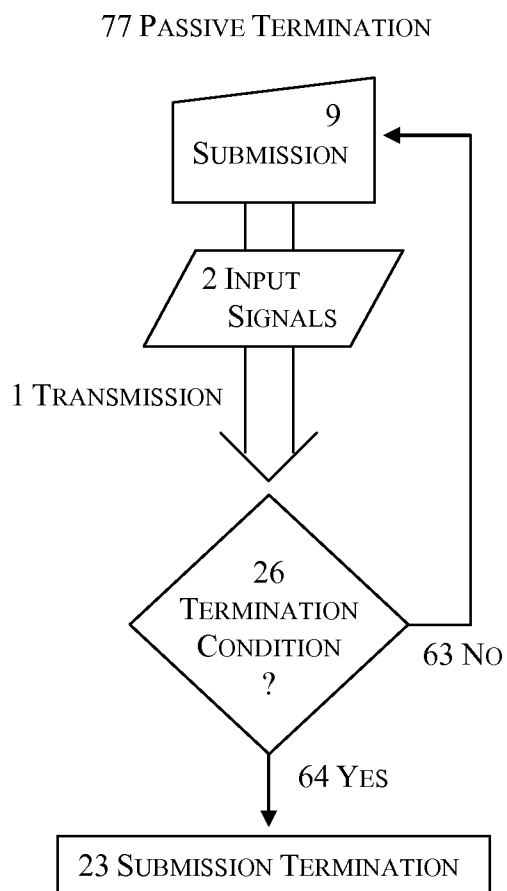 77 PASSIVE TERMINATION
9
SUBMISSION
2 INPUT
SIGNALS
1 TRANSMISSION
26
TERMINATION
CONDITION
?
63 NO
64 YES
23 SUBMISSION TERMINATION